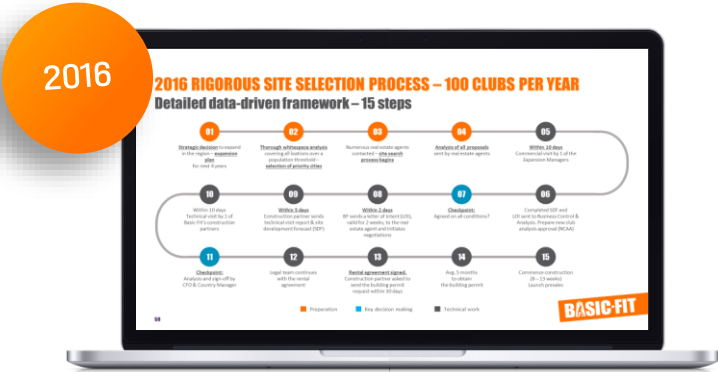 2016
2016 RIGOROUS SITE SELECTION PROCESS – 100 CLUBS PER YEAR
Detailed data-driven framework – 15 steps
01
Strategic decision to expand
in the region – expansion
plan
for next 4 years
02
Thorough whitespace analysis
covering all loations over a
population threshold –
selection of priority cities
03
Numerous real estate agents
contacted – site search
process begins
04
Analysis of all proposals
sent by real estate agents
05
Within 10 days
Commercial visit by 1 of the
Expansion Managers
10
Within 10 days
Technical visit by 1 of
Basic Fit's construction
partners
09
Within 5 days
Construction partner sends
technical visit report & site
development forecast (SDF)
08
Within 2 days
BF sends a letter of intent (LOI),
valid for 2 weeks, to the real
estate agent and initiates
negotiations
07
Checkpoint:
Agreed on all conditions?
06
Completed SDF and
LOI sent to Business Control &
Analysis. Prepare new club
analysis approval (NCAA)
11
Checkpoint:
Analysis and sign-off by
CFO & Country Manager
12
Legal team continues
with the rental
agreement
13
Rental agreement signed.
Construction partner asked to
send the building permit
request within 30 days
14
Avg. 5 months
to obtain
the building permit
15
Commence construction
(8 – 13 weeks)
Launch presales
Preparation
Key decision making
Technical work
BASIC-FIT